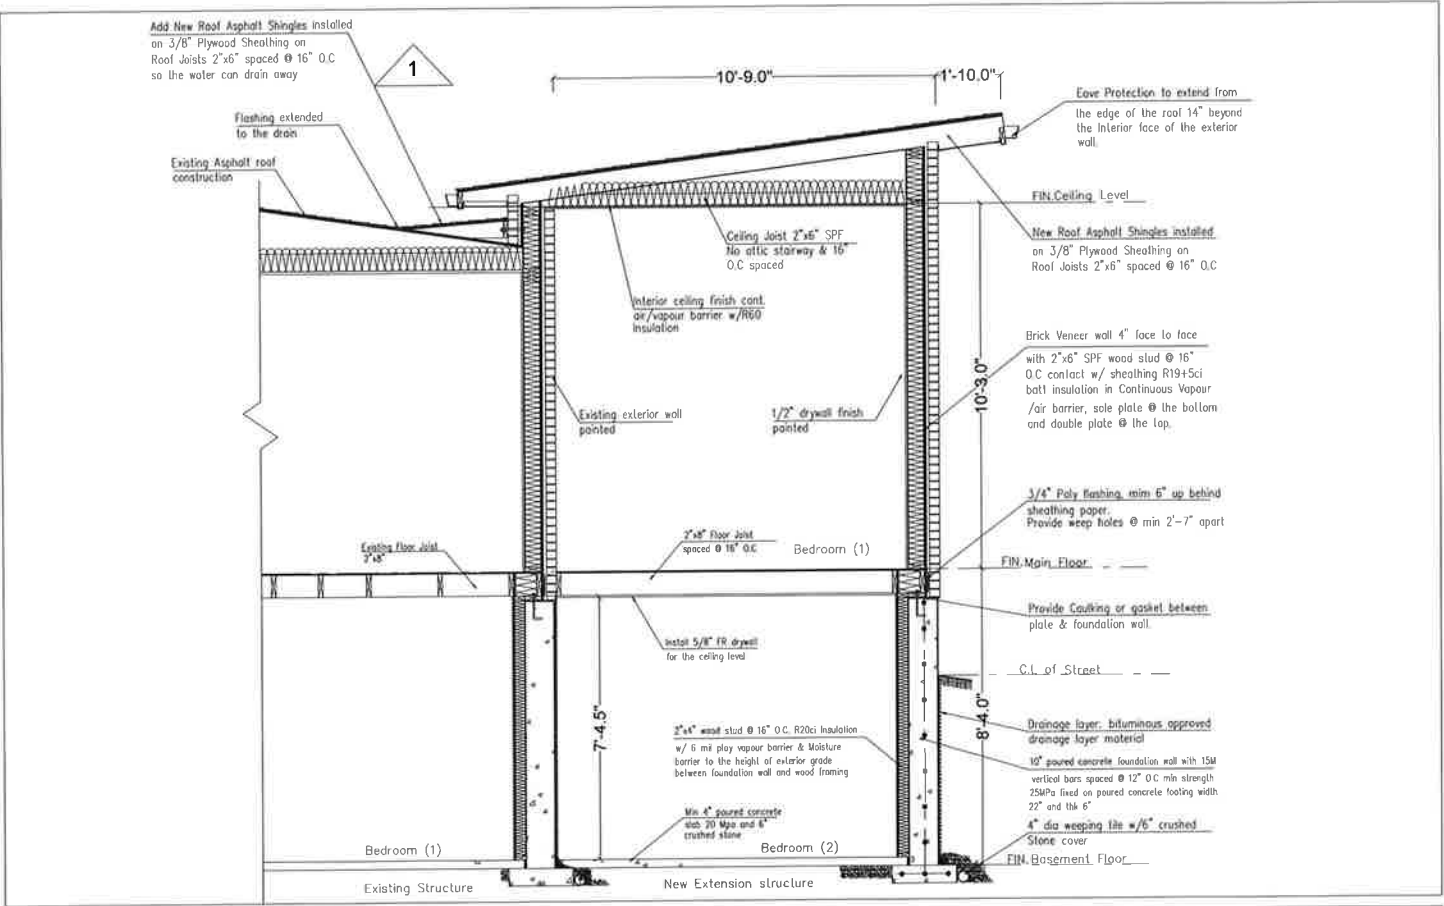 Add New Roof Asphalt Shingles installed
on 3/8" Plywood Sheathing on
Roof Joists 2"x6" spaced @ 16" O.C
so the water can drain away
1
Flashing extended
to the drain
Existing Asphalt roof
construction
10'-9.0"
1'-10.0"
Eave Protection to extend from
the edge of the roof 14" beyond
the Interior face of the exterior
wall.
FIN.Ceiling Level
New Roof Asphalt Shingles installed
on 3/8" Plywood Sheathing on
Roof Joists 2"x6" spaced @ 16" O.C
Ceiling Joist 2"x6" SPF
No attic stairway & 16"
O.C spaced
Interior ceiling finish cont.
air/vapour barrier w/R60
Insulation
Brick Veneer wall 4" face to face
with 2"x6" SPF wood stud @ 16"
O.C contact w/ sheathing R19+5ci
batt insulation in Continuous Vapour
/air barrier, sole plate @ the bottom
and double plate @ the top.
10'-3.0"
Existing exterior wall
painted
1/2" drywall finish
painted
3/4" Poly flashing, mim 6" up behind
sheathing paper.
Provide weep holes @ min 2'-7" apart
Existing floor Joist
2"x8"
2"x8" Floor Joist
spaced @ 16" O.C
Bedroom (1)
FIN.Main Floor
Provide Caulking or gasket between
plate & foundation wall.
Install 5/8" FR drywall
for the ceiling level
C.L of Street
7'-4.5"
8'-4.0"
Drainage layer. bituminous approved
drainage layer material
2"x4" wood stud @ 16" O.C. R20ci Insulation
w/ 6 mil ploy vapour barrier & Moisture
barrier to the height of exterior grade
between foundation wall and wood framing
10" poured concrete foundation wall with 15M
vertical bars spaced @ 12" O.C min strength
25MPa fixed on poured concrete footing width
22" and thk 6"
Min 4" poured concrete
slab 20 Mpa and 6"
crushed stone
4" dia weeping tile w/6" crushed
Stone cover
Bedroom (1)
Bedroom (2)
FIN.Basement Floor
Existing Structure
New Extension structure